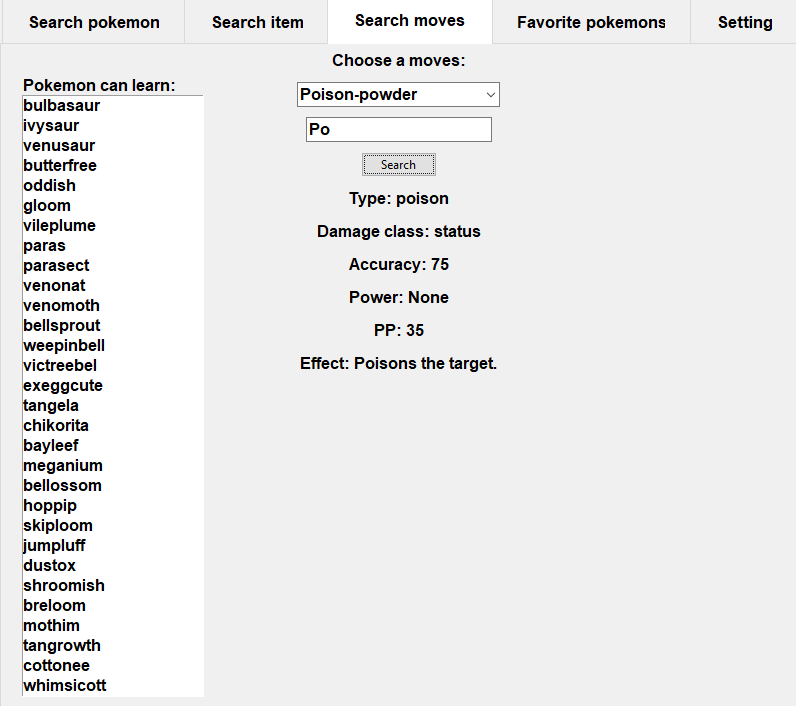 Search pokemon
Search item
Search moves
Favorite pokemons
Setting
Choose a moves:
Poison-powder
Po
Search
Type: poison
Damage class: status
Accuracy: 75
Power: None
PP: 35
Effect: Poisons the target.
Pokemon can learn:
bulbasaur
ivysaur
venusaur
butterfree
oddish
gloom
vileplume
paras
parasect
venonat
venomoth
bellsprout
weepinbell
victreebel
exeggcute
tangela
chikorita
bayleef
meganium
bellossom
hoppip
skiploom
jumpluff
dustox
shroomish
breloom
mothim
tangrowth
cottonee
whimsicott